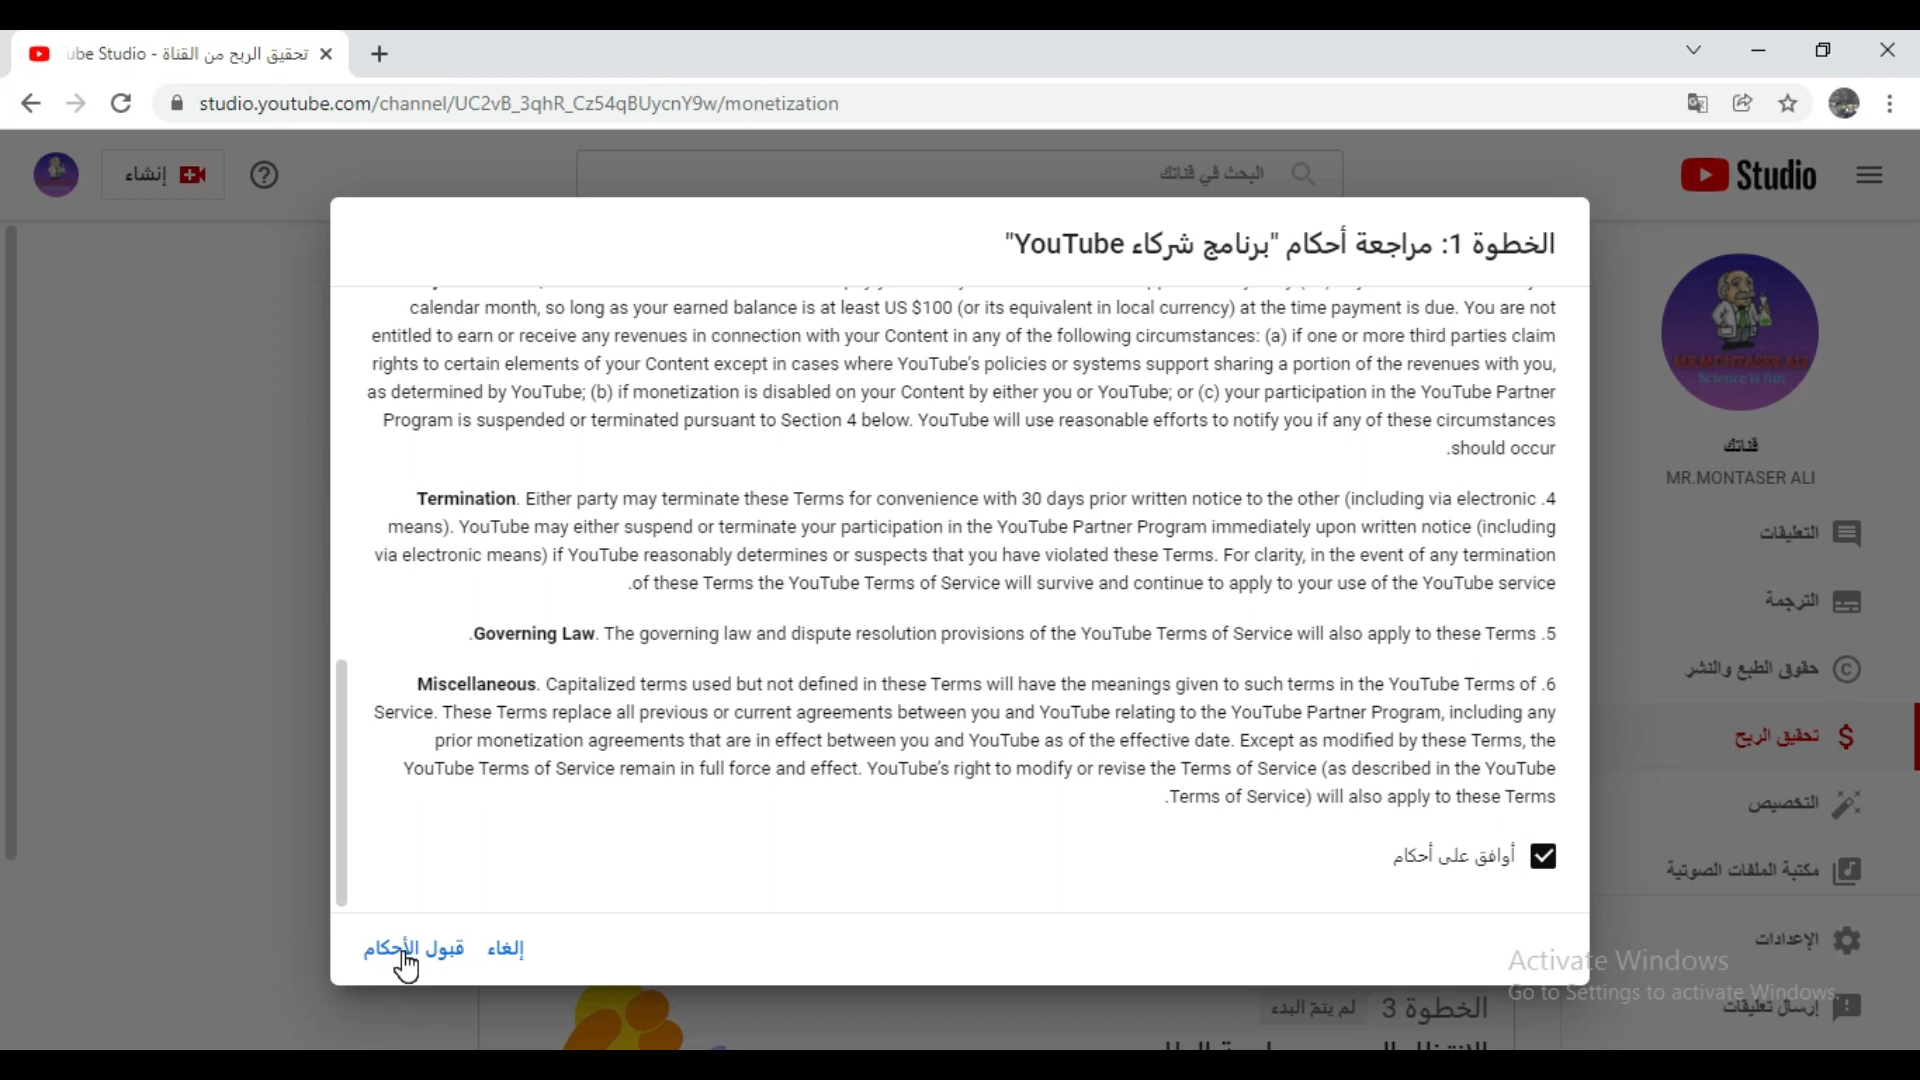 ube Studio - تحقيق الربح من القناة
studio.youtube.com/channel/UC2vB_3qhR_Cz54qBUycnY9w/monetization
Studio
البحث في قناتك
إنشاء
الخطوة 1: مراجعة أحكام "برنامج شركاء YouTube"
calendar month, so long as your earned balance is at least US $100 (or its equivalent in local currency) at the time payment is due. You are not
entitled to earn or receive any revenues in connection with your Content in any of the following circumstances: (a) if one or more third parties claim
rights to certain elements of your Content except in cases where YouTube's policies or systems support sharing a portion of the revenues with you,
as determined by YouTube; (b) if monetization is disabled on your Content by either you or YouTube; or (c) your participation in the YouTube Partner
Program is suspended or terminated pursuant to Section 4 below. YouTube will use reasonable efforts to notify you if any of these circumstances
.should occur
Termination. Either party may terminate these Terms for convenience with 30 days prior written notice to the other (including via electronic .4
means). YouTube may either suspend or terminate your participation in the YouTube Partner Program immediately upon written notice (including
via electronic means) if YouTube reasonably determines or suspects that you have violated these Terms. For clarity, in the event of any termination
.of these Terms the YouTube Terms of Service will survive and continue to apply to your use of the YouTube service
.Governing Law. The governing law and dispute resolution provisions of the YouTube Terms of Service will also apply to these Terms .5
Miscellaneous. Capitalized terms used but not defined in these Terms will have the meanings given to such terms in the YouTube Terms of .6
Service. These Terms replace all previous or current agreements between you and YouTube relating to the YouTube Partner Program, including any
prior monetization agreements that are in effect between you and YouTube as of the effective date. Except as modified by these Terms, the
YouTube Terms of Service remain in full force and effect. YouTube's right to modify or revise the Terms of Service (as described in the YouTube
.Terms of Service) will also apply to these Terms
أوافق على أحكام
إلغاء
قبول الأحكام
MR.MONTASER ALI
Science is fun
قناتك
MR.MONTASER ALI
التعليقات
الترجمة
حقوق الطبع والنشر
تحقيق الربح
التخصيص
مكتبة الملفات الصوتية
الإعدادات
إرسال تعليقات
الخطوة 3
لم يتمّ البدء
Activate Windows
Go to Settings to activate Windows.